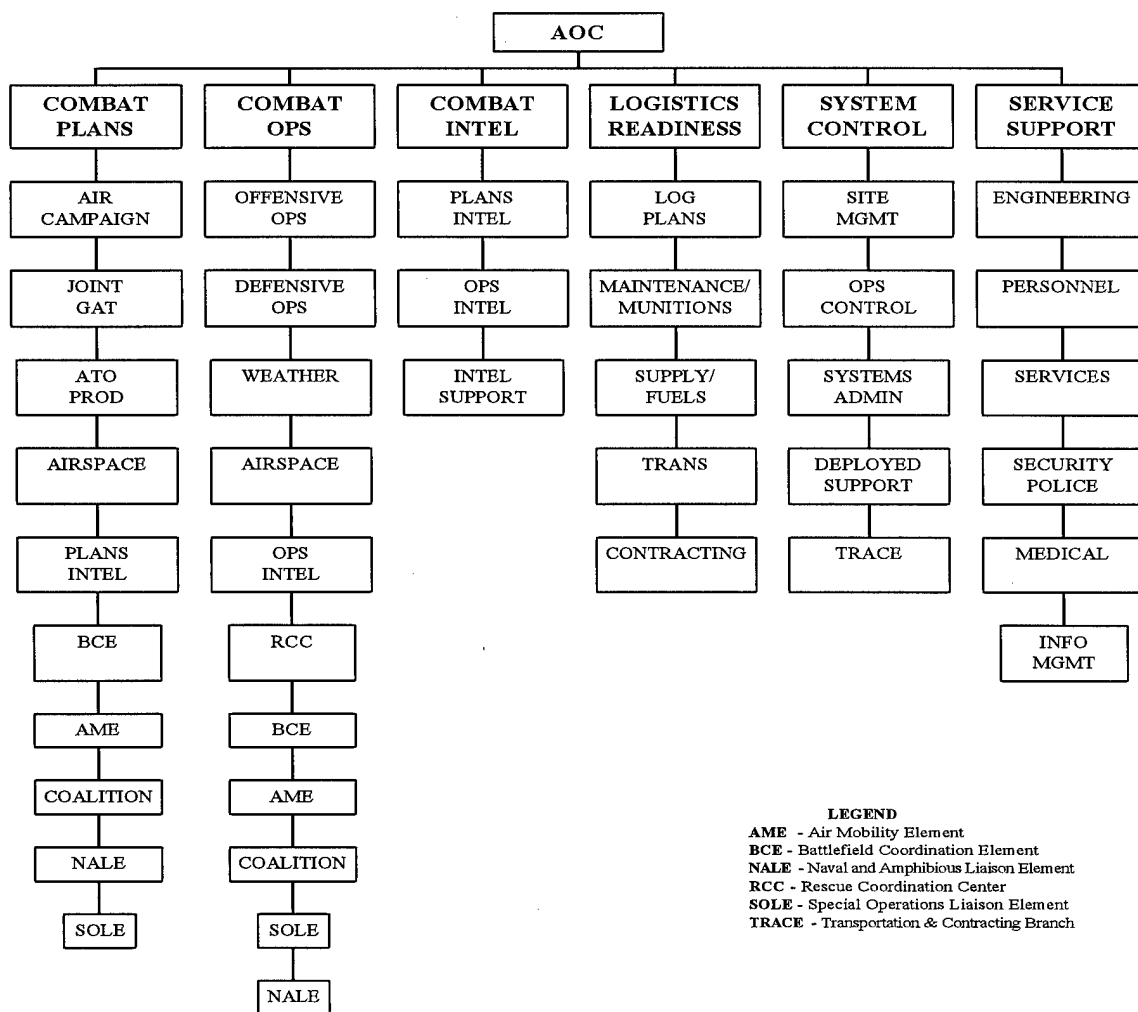 AOC
COMBAT
PLANS
AIR
CAMPAIGN
JOINT
GAT
ATO
PROD
AIRSPACE
PLANS
INTEL
BCE
AME
COALITION
NALE
SOLE
COMBAT
OPS
OFFENSIVE
OPS
DEFENSIVE
OPS
WEATHER
AIRSPACE
OPS
INTEL
RCC
BCE
AME
COALITION
SOLE
NALE
COMBAT
INTEL
PLANS
INTEL
OPS
INTEL
INTEL
SUPPORT
LOGISTICS
READINESS
LOG
PLANS
MAINTENANCE/
MUNITIONS
SUPPLY/
FUELS
TRANS
CONTRACTING
SYSTEM
CONTROL
SITE
MGMT
OPS
CONTROL
SYSTEMS
ADMIN
DEPLOYED
SUPPORT
TRACE
SERVICE
SUPPORT
ENGINEERING
PERSONNEL
SERVICES
SECURITY
POLICE
MEDICAL
INFO
MGMT
LEGEND
AME - Air Mobility Element
BCE - Battlefield Coordination Element
NALE - Naval and Amphibious Liaison Element
RCC - Rescue Coordination Center
SOLE - Special Operations Liaison Element
TRACE - Transportation & Contracting Branch